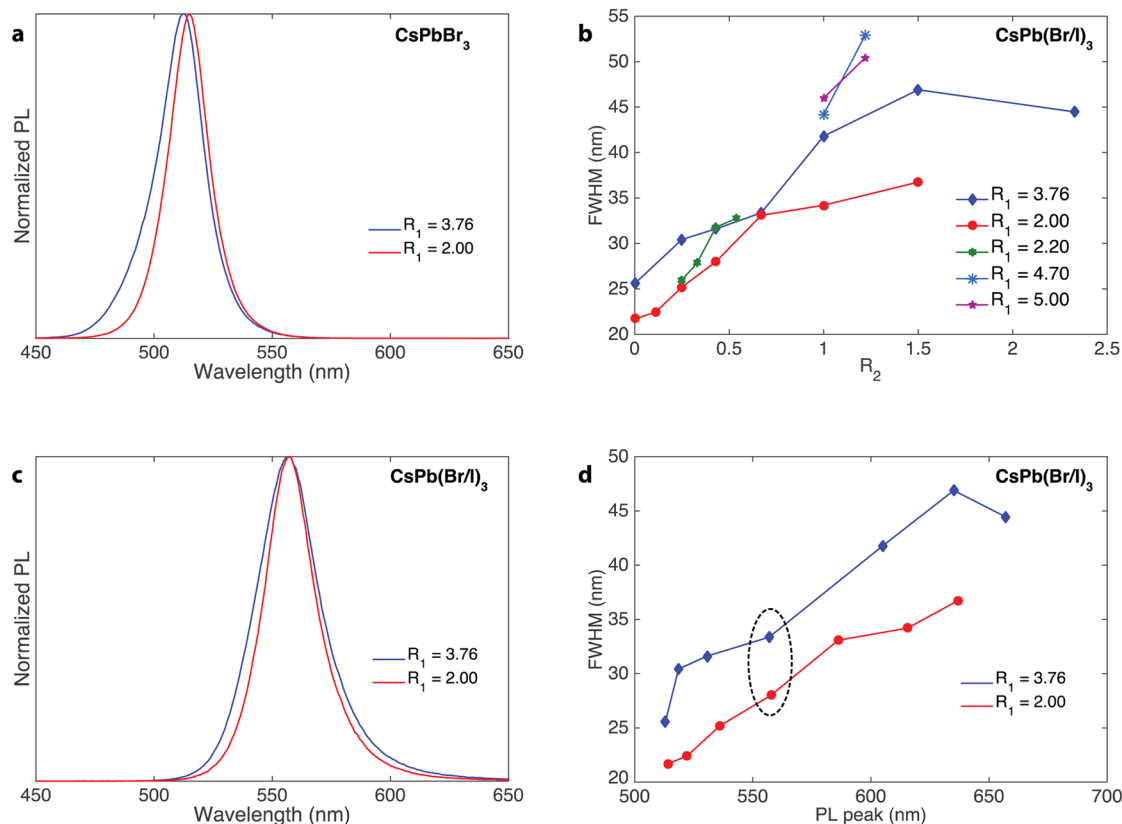 a
CsPbBr3
Normalized PL
R1 = 3.76
R1 = 2.00
450 500 550 600 650
Wavelength (nm)
b
CsPb(Br/I)3
FWHM (nm)
55
50
45
40
35
30
25
20
R1 = 3.76
R1 = 2.00
R1 = 2.20
R1 = 4.70
R1 = 5.00
0 0.5 1 1.5 2 2.5
R2
c
CsPb(Br/I)3
Normalized PL
R1 = 3.76
R1 = 2.00
450 500 550 600 650
Wavelength (nm)
d
CsPb(Br/I)3
FWHM (nm)
50
45
40
35
30
25
20
R1 = 3.76
R1 = 2.00
500 550 600 650 700
PL peak (nm)